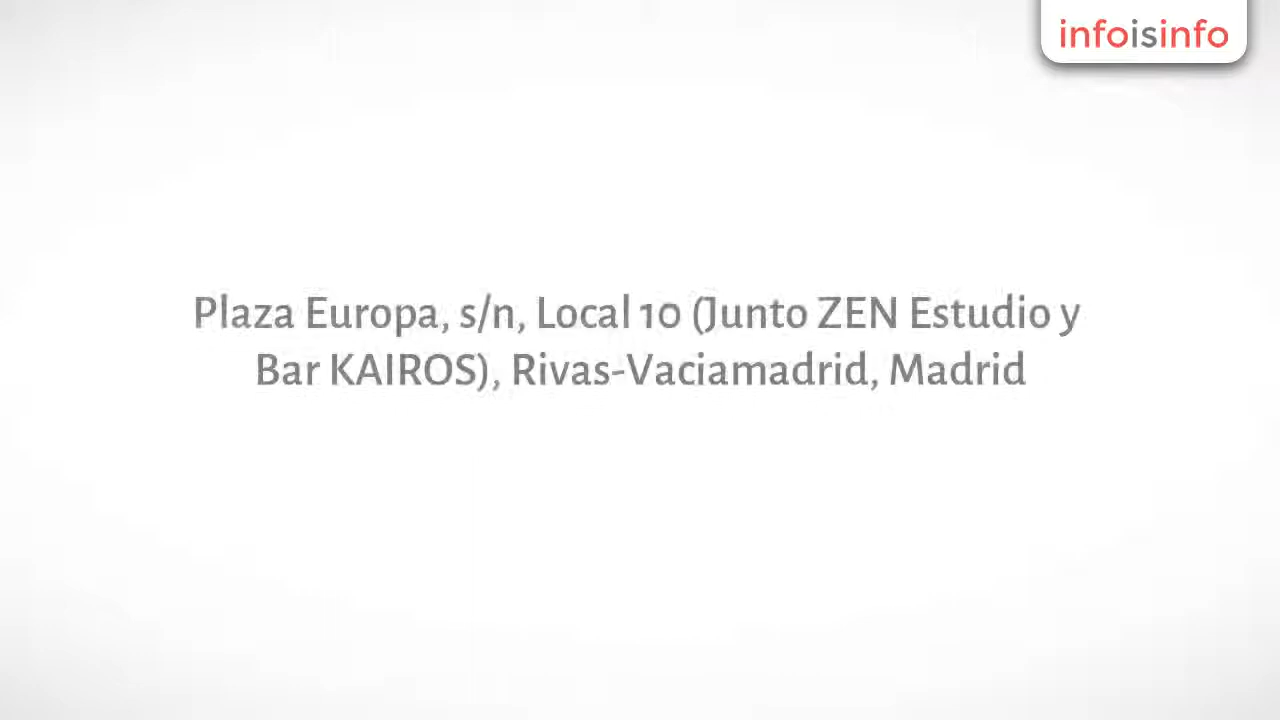 infoisinfo
Plaza Europa, s/n, Local 10 (Junto ZEN Estudio y
Bar KAIROS), Rivas-Vaciamadrid, Madrid